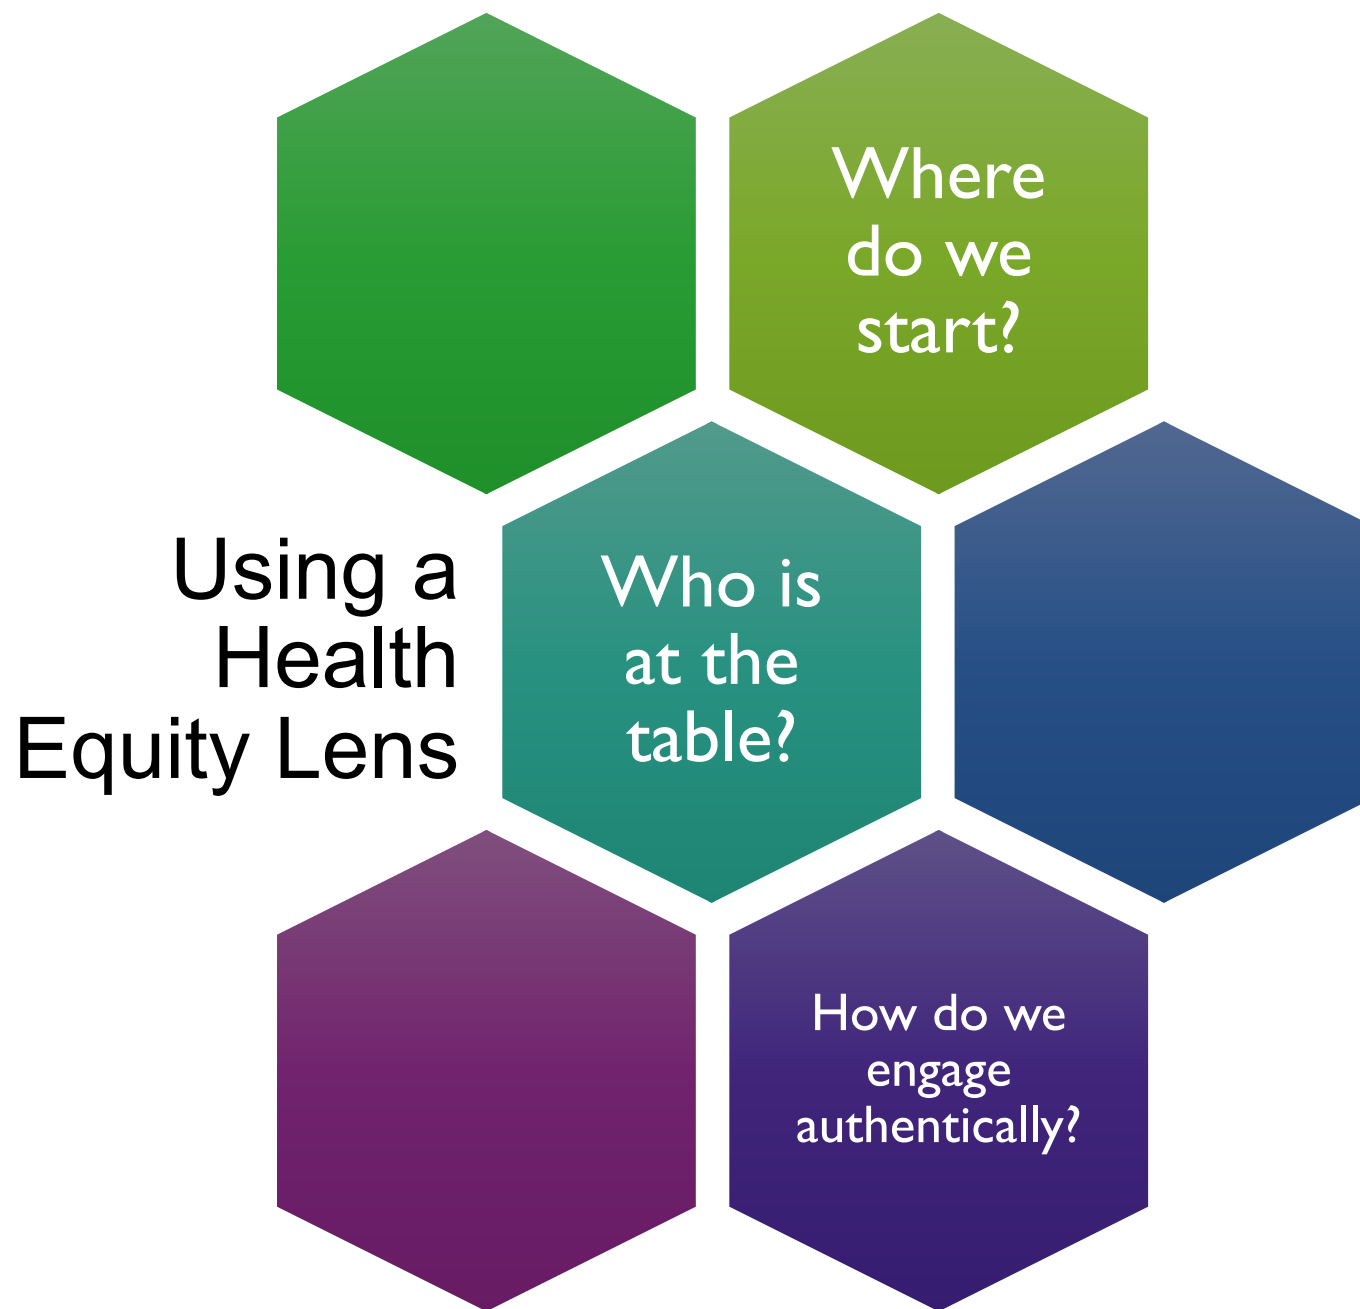 Where
do we
start?
Using a
Health
Equity Lens
Who is
at the
table?
How do we
engage
authentically?